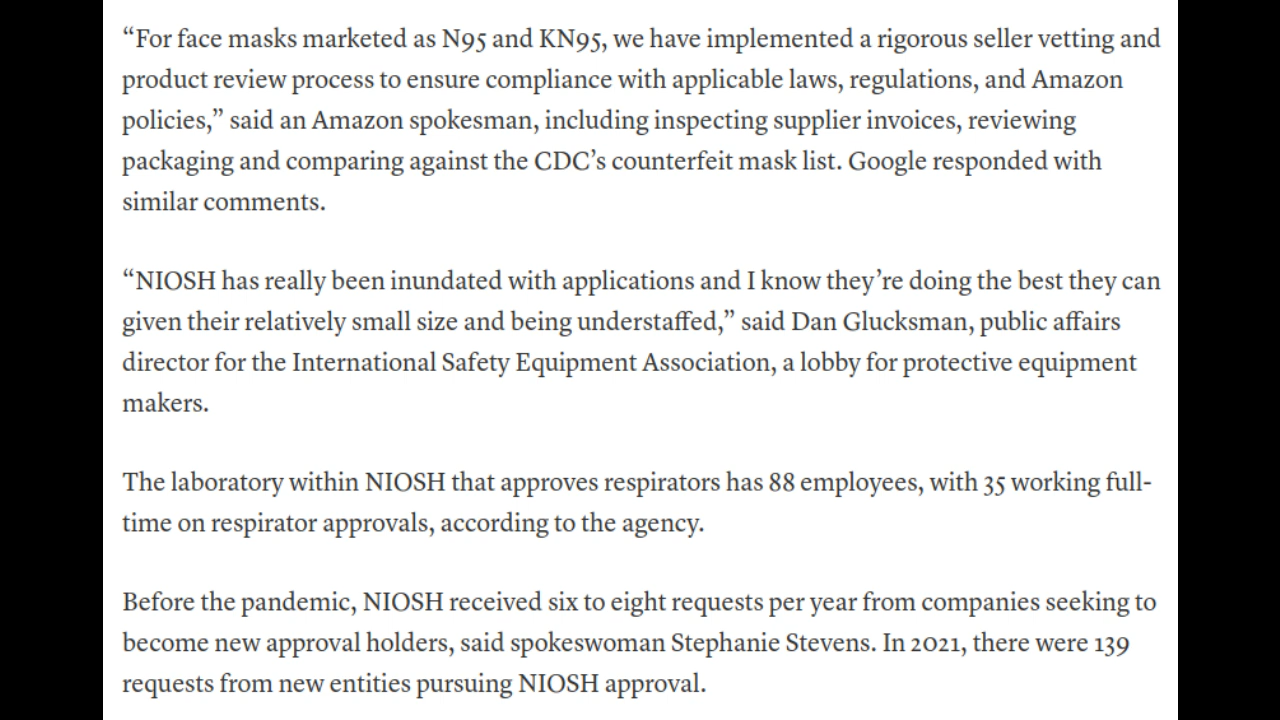 “For face masks marketed as N95 and KN95, we have implemented a rigorous seller vetting and
product review process to ensure compliance with applicable laws, regulations, and Amazon
policies,” said an Amazon spokesman, including inspecting supplier invoices, reviewing
packaging and comparing against the CDC’s counterfeit mask list. Google responded with
similar comments.
“NIOSH has really been inundated with applications and I know they’re doing the best they can
given their relatively small size and being understaffed,” said Dan Glucksman, public affairs
director for the International Safety Equipment Association, a lobby for protective equipment
makers.
The laboratory within NIOSH that approves respirators has 88 employees, with 35 working full-
time on respirator approvals, according to the agency.
Before the pandemic, NIOSH received six to eight requests per year from companies seeking to
become new approval holders, said spokeswoman Stephanie Stevens. In 2021, there were 139
requests from new entities pursuing NIOSH approval.